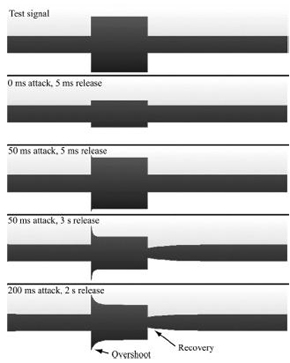 Test signal
0 ms attack, 5 ms release
50 ms attack, 5 ms release
50 ms attack, 3 s release
200 ms attack, 2 s release
Overshoot
Recovery